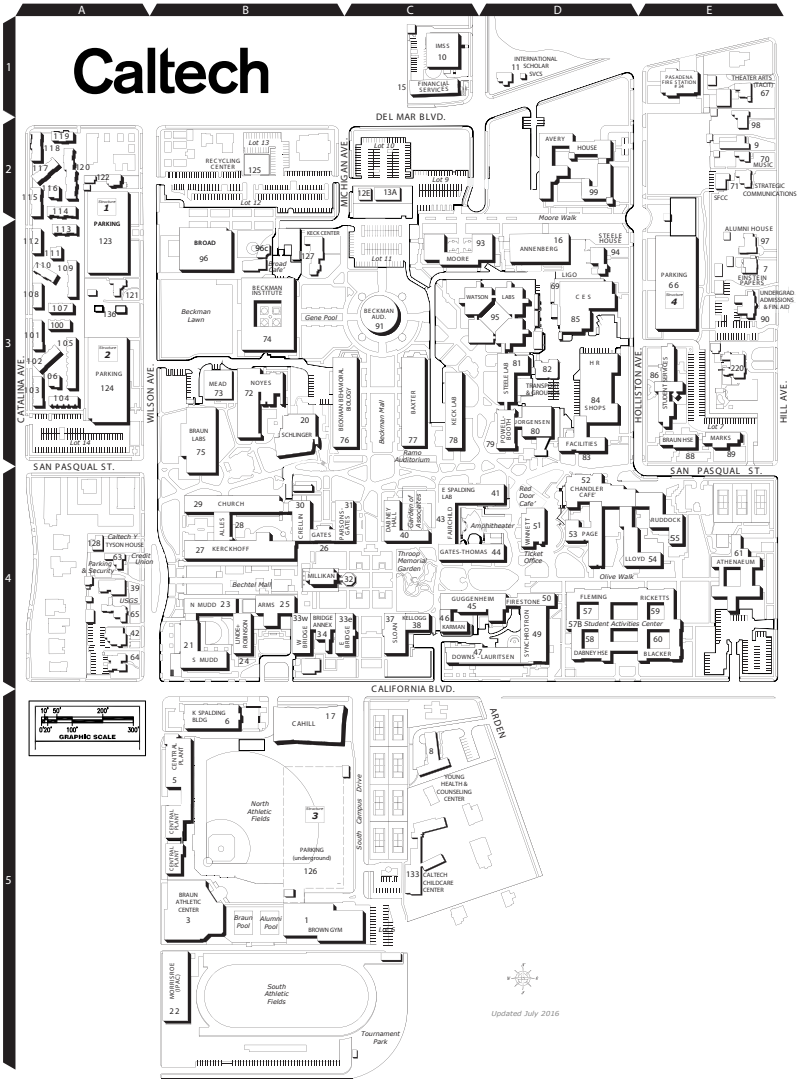 A B C D E
1
Caltech
IMSS
10
15
FINANCIAL
SERVICES
INTERNATIONAL
SCHOLAR
11 SVCS
PASADENA
FIRE STATION
# 34
THEATER ARTS
(TACIT)
67
DEL MAR BLVD.
98
2
119
118
117
120
116
122
115
114
Structure
1
PARKING
123
Lot 13
RECYCLING
CENTER
125
Lot 12
MICHIGAN AVE.
Lot 10
Lot 9
12E
13A
AVERY
HOUSE
99
9
70
MUSIC
71
STRATEGIC
COMMUNICATIONS
SFCC
Moore Walk
3
113
112
111
110
109
108
107
100
101
105
102
106
103
104
121
136
Structure
2
PARKING
124
Lot 14
CATALINA AVE.
WILSON AVE.
BROAD
96
96c
Broad
Cafe
KECK CENTER
127
Lot 11
BECKMAN
INSTITUTE
74
Beckman
Lawn
Gene Pool
BECKMAN
AUD.
91
MOORE
93
ANNENBERG
16
STEELE
HOUSE
94
LIGO
69
C E S
85
WATSON
LABS
95
PARKING
66
Structure
4
ALUMNI HOUSE
97
7
EINSTEIN
PAPERS
UNDERGRAD
ADMISSIONS
& FIN. AID
90
MEAD
73
NOYES
72
BRAUN
LABS
75
20
SCHLINGER
BECKMAN BEHAVIORAL
BIOLOGY
76
Beckman Mall
BAXTER
77
Ramo
Auditorium
KECK LAB
78
STEELE LAB
81
82
79
POWELL-
BOOTH
JORGENSEN
80
H R
84
SHOPS
FACILITIES
83
HOLLISTON AVE.
86
STUDENT SERVICES
220
Lot 7
BRAUN HSE
88
MARKS
89
HILL AVE.
SAN PASQUAL ST.
SAN PASQUAL ST.
4
Caltech Y
128
TYSON HOUSE
63
Credit
Union
Parking
& Security
39
USGS
65
42
64
29 CHURCH
ALLES
28
27 KERCKHOFF
30
CRELLIN
GATES
26
31
PARSONS
GATES
DABNEY
HALL
40
Garden of
Associates
E SPALDING
LAB
41
43
FAIRCHILD
Amphitheater
GATES-THOMAS 44
Red
Door
Cafe'
WINNETT
51
Ticket
Office
52
CHANDLER
CAFE'
53 PAGE
LLOYD 54
RUDDOCK
55
61
ATHENAEUM
Olive Walk
Throop
Memorial
Garden
MILLIKAN
32
Bechtel Mall
N MUDD 23
ARMS 25
21
S MUDD
LINDE-
ROBINSON
24
33w
W
BRIDGE
BRIDGE
ANNEX
34
33e
E
BRIDGE
37
SLOAN
KELLOGG
38
GUGGENHEIM
45
46
KARMAN
FIRESTONE 50
SYNCHROTRON
49
47
DOWNS - LAURITSEN
FLEMING
57
RICKETTS
59
57B Student Activities Center
58
DABNEY HSE
60
BLACKER
CALIFORNIA BLVD.
10' 50' 200'
0'20' 100' 300'
GRAPHIC SCALE
5
K SPALDING
BLDG 6
CAHILL
17
CENTRAL
PLANT
5
CENTRAL
PLANT
CENTRAL
PLANT
North
Athletic
Fields
Structure
3
PARKING
(underground)
126
South Campus Drive
ARDEN
8
YOUNG
HEALTH &
COUNSELING
CENTER
133
CALTECH
CHILDCARE
CENTER
BRAUN
ATHLETIC
CENTER
3
Braun
Pool
Alumni
Pool
1
BROWN GYM
MORRISROE
(IPAC)
22
South
Athletic
Fields
Tournament
Park
N
Updated July 2016